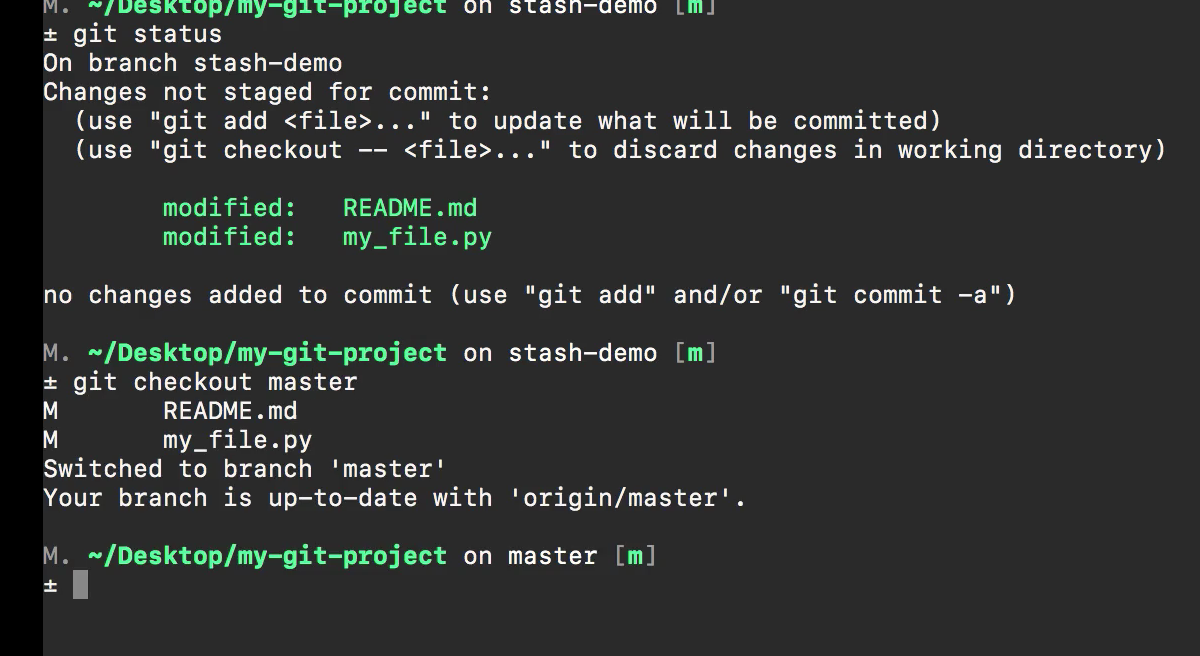 M. ~/Desktop/my-git-project on stash-demo [m]
± git status
On branch stash-demo
Changes not staged for commit:
  (use "git add <file>..." to update what will be committed)
  (use "git checkout -- <file>..." to discard changes in working directory)
        modified:   README.md
        modified:   my_file.py
no changes added to commit (use "git add" and/or "git commit -a")
M. ~/Desktop/my-git-project on stash-demo [m]
± git checkout master
M       README.md
M       my_file.py
Switched to branch 'master'
Your branch is up-to-date with 'origin/master'.
M. ~/Desktop/my-git-project on master [m]
±